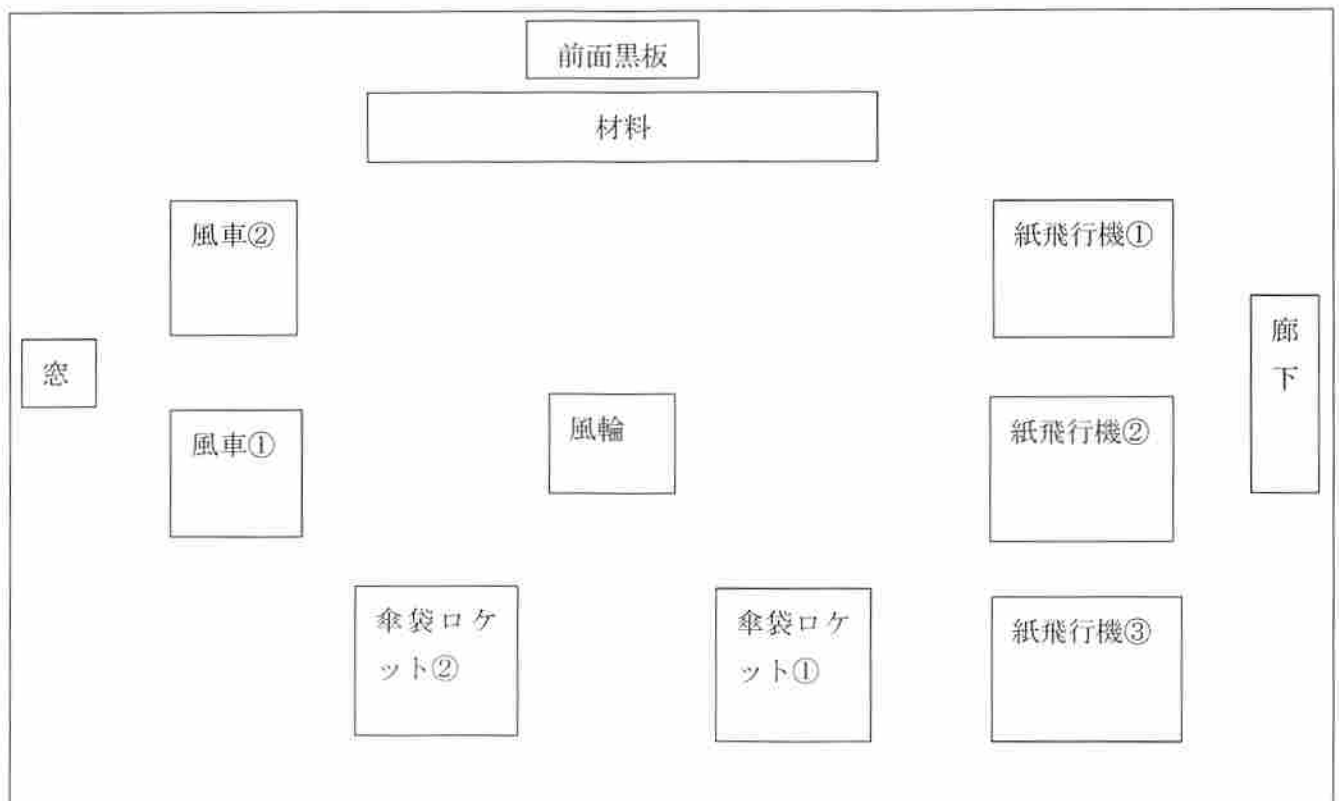 前面黒板
材料
風車②
紙飛行機①
廊
下
窓
風車①
風輪
紙飛行機②
傘袋ロケ
ット②
傘袋ロケ
ット①
紙飛行機③